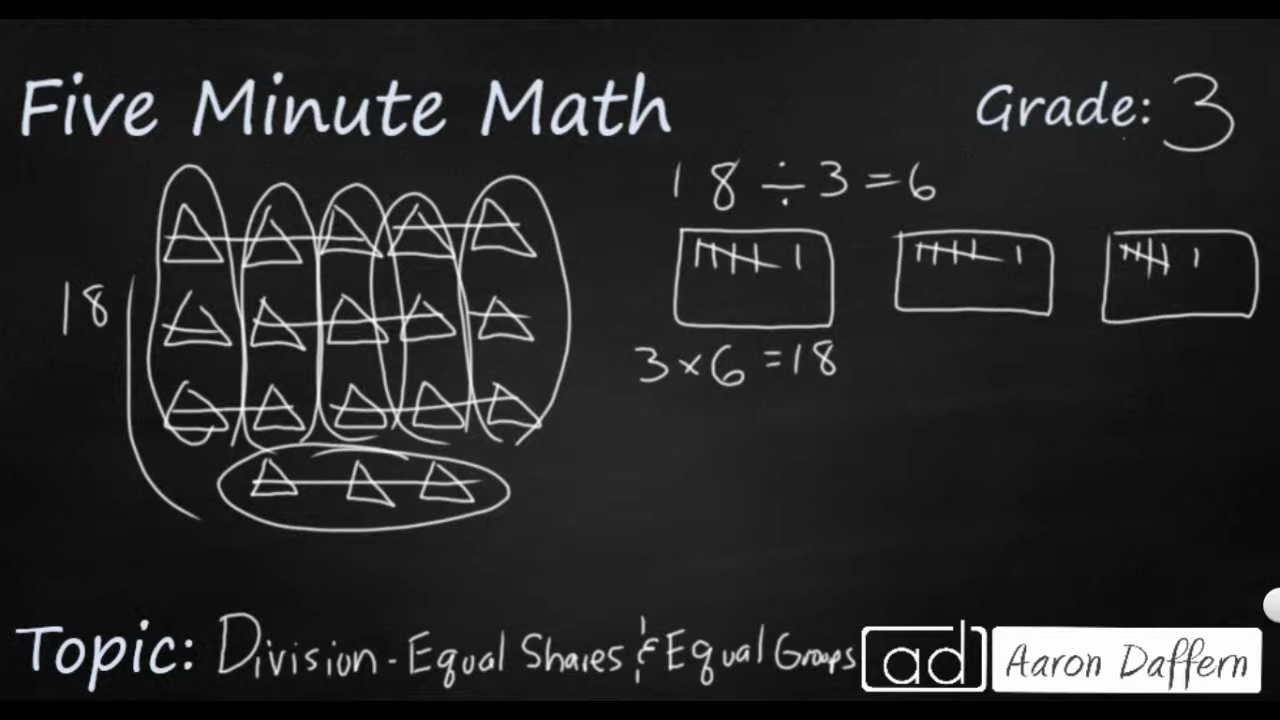 Five Minute Math
Grade: 3
18 ÷ 3 = 6
18
3 × 6 = 18
Topic: Division - Equal Shares & Equal Groups
ad Aaron Daffern